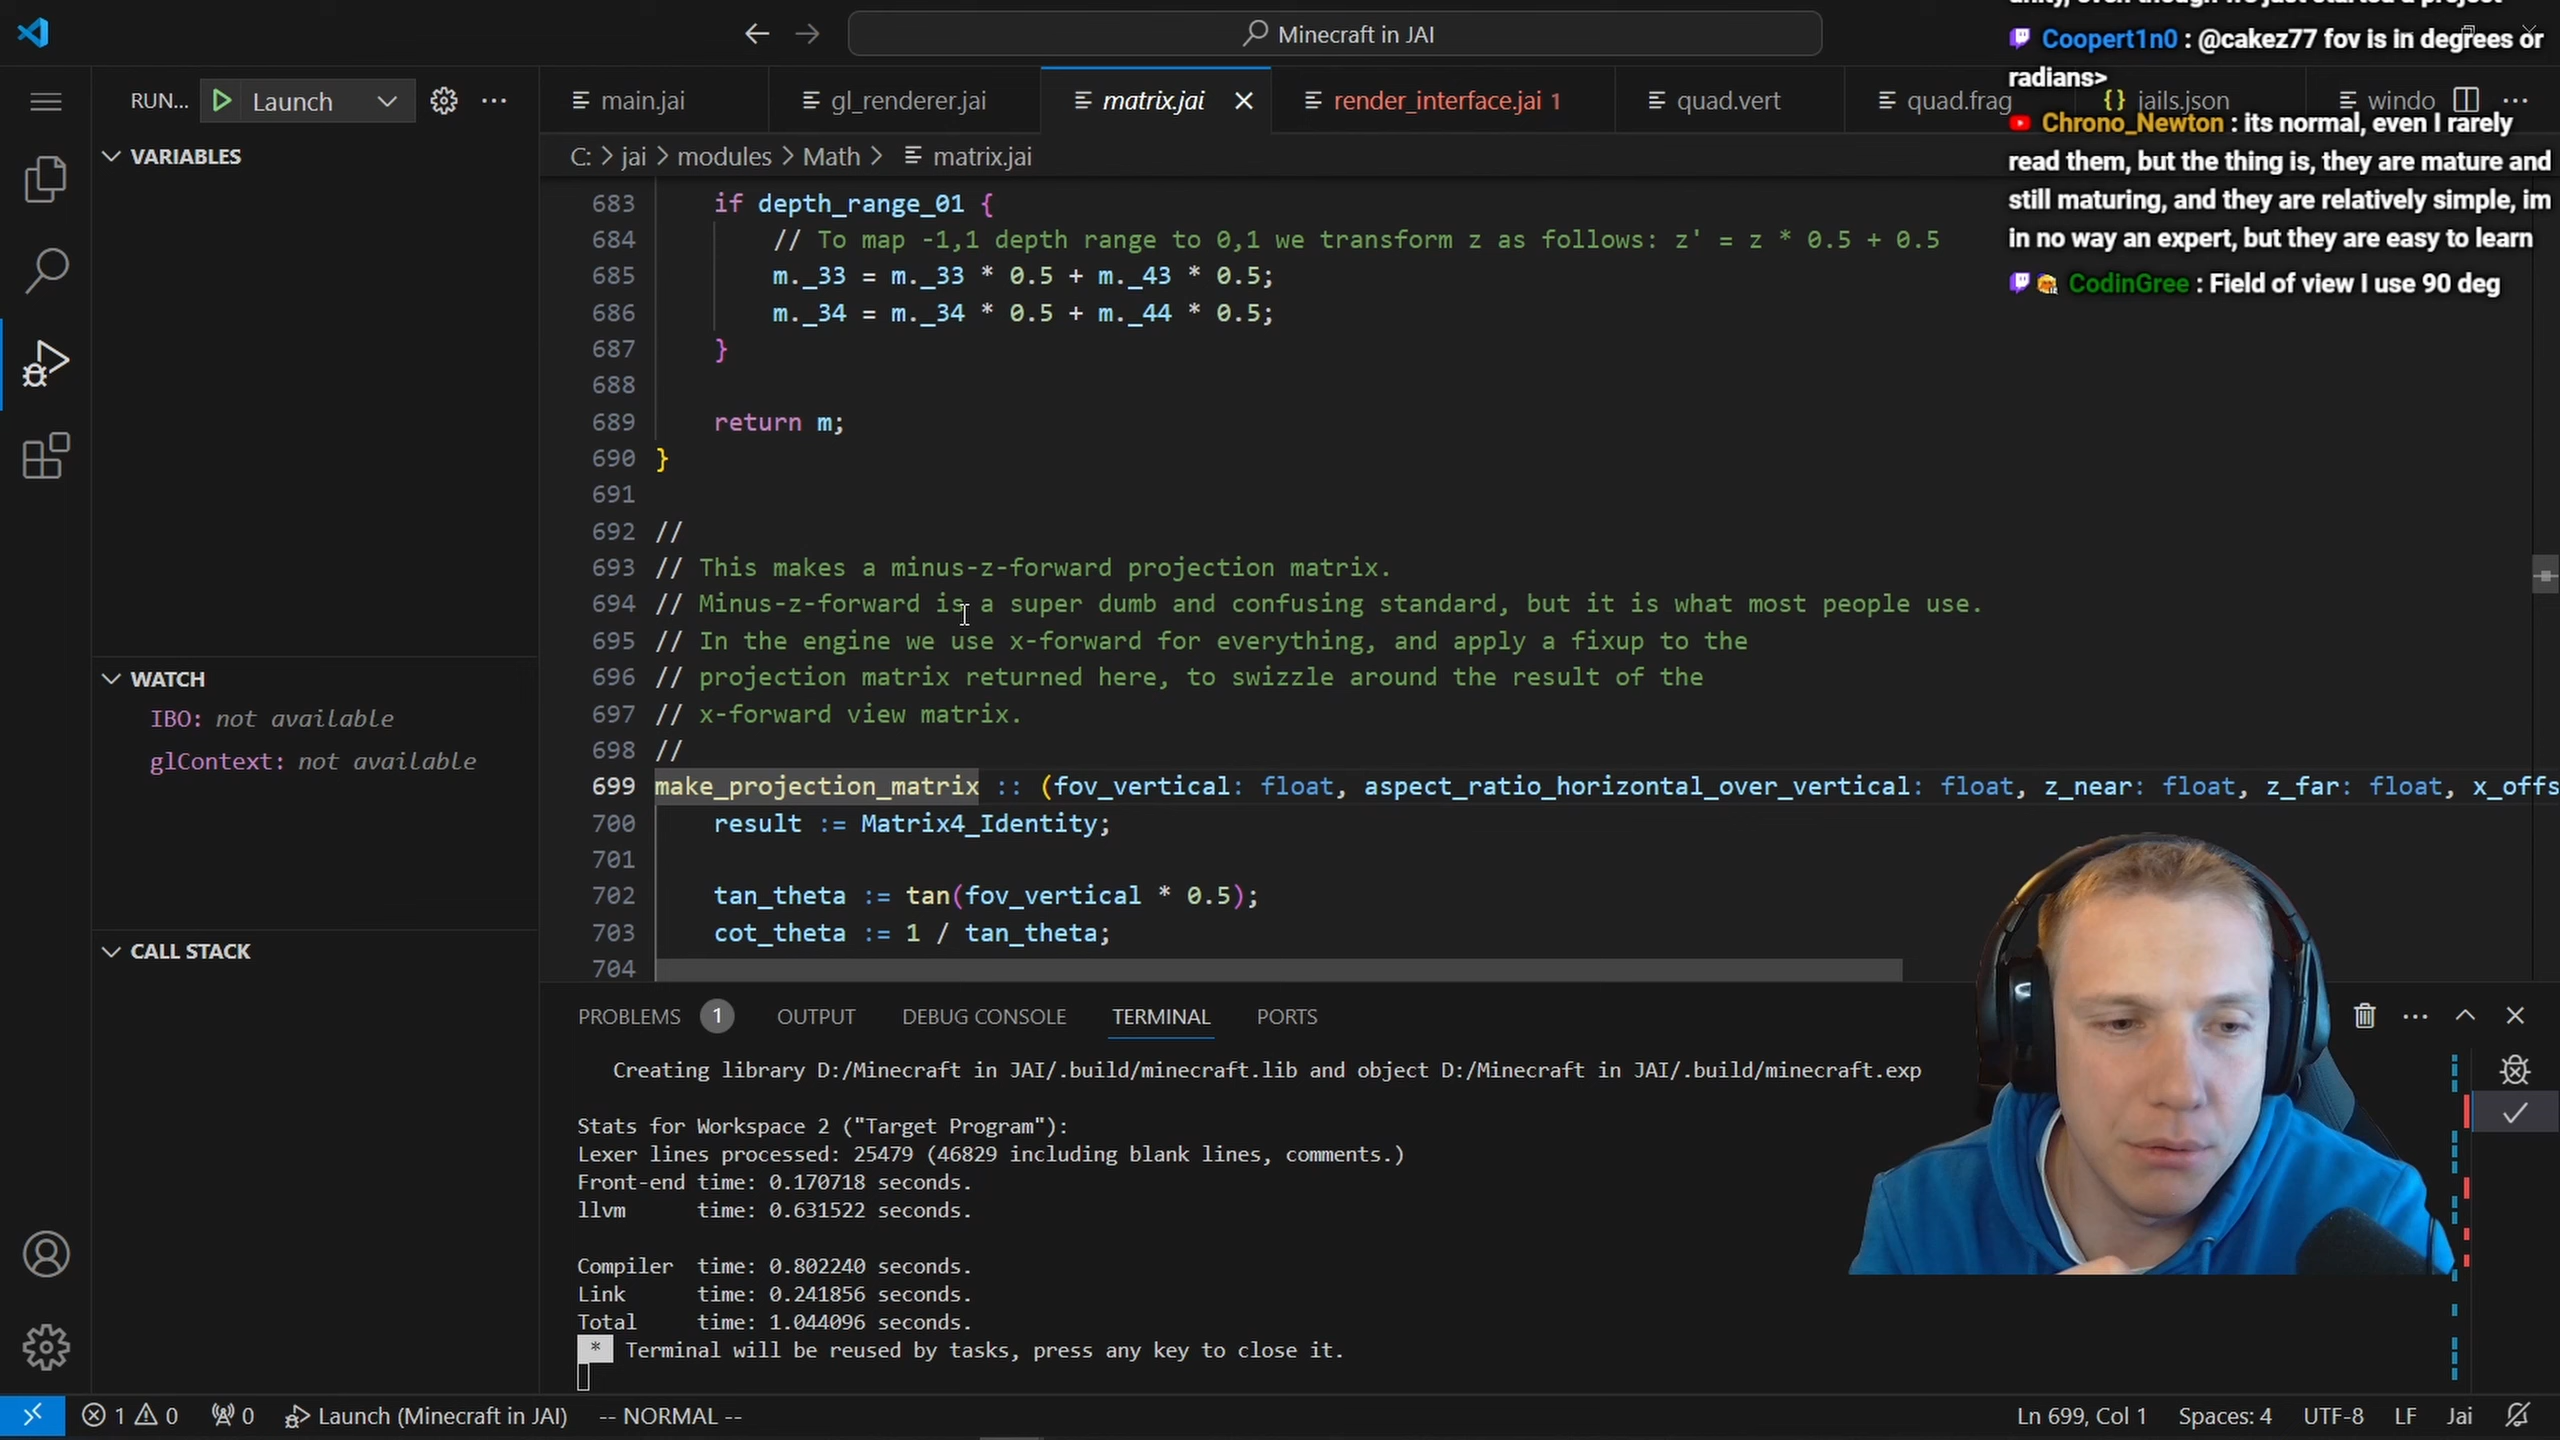 Minecraft in JAI
RUN... Launch
main.jai
gl_renderer.jai
matrix.jai
render_interface.jai 1
quad.vert
quad.frag
{} jails.json
windo
C: > jai > modules > Math > matrix.jai
VARIABLES
WATCH
IBO: not available
glContext: not available
CALL STACK
683 if depth_range_01 {
684 // To map -1,1 depth range to 0,1 we transform z as follows: z' = z * 0.5 + 0.5
685 m._33 = m._33 * 0.5 + m._43 * 0.5;
686 m._34 = m._34 * 0.5 + m._44 * 0.5;
687 }
688
689 return m;
690 }
691
692 //
693 // This makes a minus-z-forward projection matrix.
694 // Minus-z-forward is a super dumb and confusing standard, but it is what most people use.
695 // In the engine we use x-forward for everything, and apply a fixup to the
696 // projection matrix returned here, to swizzle around the result of the
697 // x-forward view matrix.
698 //
699 make_projection_matrix :: (fov_vertical: float, aspect_ratio_horizontal_over_vertical: float, z_near: float, z_far: float, x_offs
700 result := Matrix4_Identity;
701
702 tan_theta := tan(fov_vertical * 0.5);
703 cot_theta := 1 / tan_theta;
704
Coopert1n0 : @cakez77 fov is in degrees or
radians>
Chrono_Newton : its normal, even I rarely
read them, but the thing is, they are mature and
still maturing, and they are relatively simple, im
in no way an expert, but they are easy to learn
CodinGree : Field of view I use 90 deg
PROBLEMS 1 OUTPUT DEBUG CONSOLE TERMINAL PORTS
Creating library D:/Minecraft in JAI/.build/minecraft.lib and object D:/Minecraft in JAI/.build/minecraft.exp
Stats for Workspace 2 ("Target Program"):
Lexer lines processed: 25479 (46829 including blank lines, comments.)
Front-end time: 0.170718 seconds.
llvm time: 0.631522 seconds.
Compiler time: 0.802240 seconds.
Link time: 0.241856 seconds.
Total time: 1.044096 seconds.
* Terminal will be reused by tasks, press any key to close it.
1 0 0 Launch (Minecraft in JAI) -- NORMAL --
Ln 699, Col 1 Spaces: 4 UTF-8 LF Jai